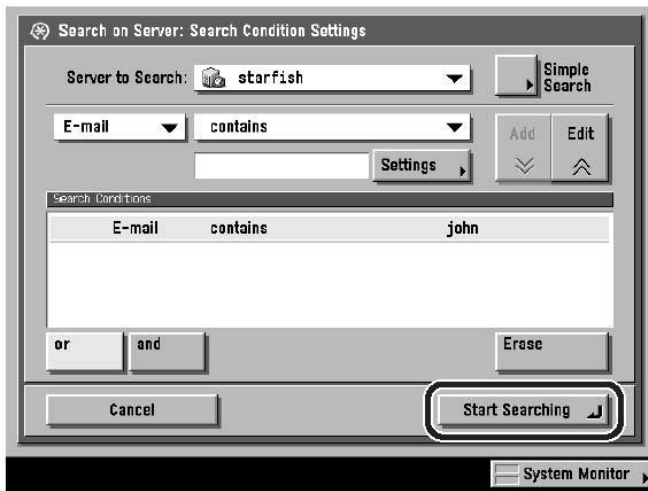 Search on Server: Search Condition Settings
Server to Search: starfish
Simple
Search
E-mail contains
Add Edit
Settings
Search Conditions
E-mail contains john
or and Erase
Cancel Start Searching
System Monitor